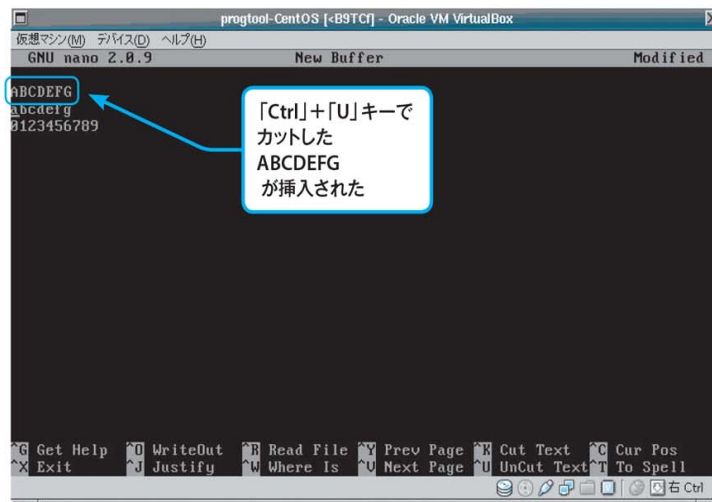 progtool-CentOS [<B9TCf] - Oracle VM VirtualBox
仮想マシン(M) デバイス(D) ヘルプ(H)
GNU nano 2.0.9 New Buffer Modified
ABCDEFG
abcdefg
0123456789
「Ctrl」+「U」キーで
カットした
ABCDEFG
が挿入された
^G Get Help ^O WriteOut ^R Read File ^Y Prev Page ^K Cut Text ^C Cur Pos
^X Exit ^J Justify ^W Where Is ^V Next Page ^U UnCut Text ^T To Spell
右 Ctrl